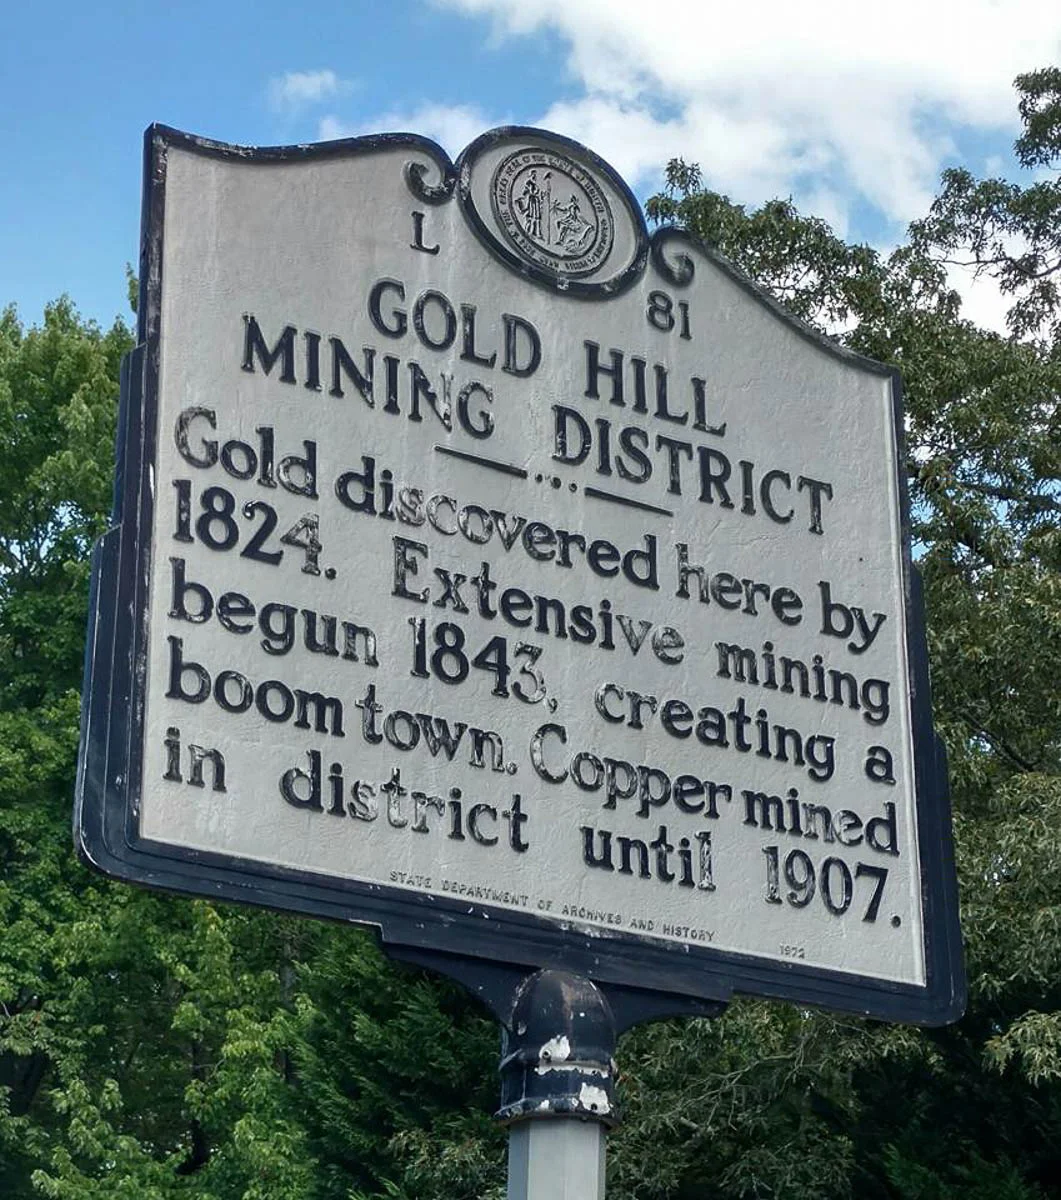 L 81
GOLD HILL
MINING DISTRICT
Gold discovered here by
1824. Extensive mining
begun 1843, creating a
boom town. Copper mined
in district until 1907.
STATE DEPARTMENT OF ARCHIVES AND HISTORY 1972